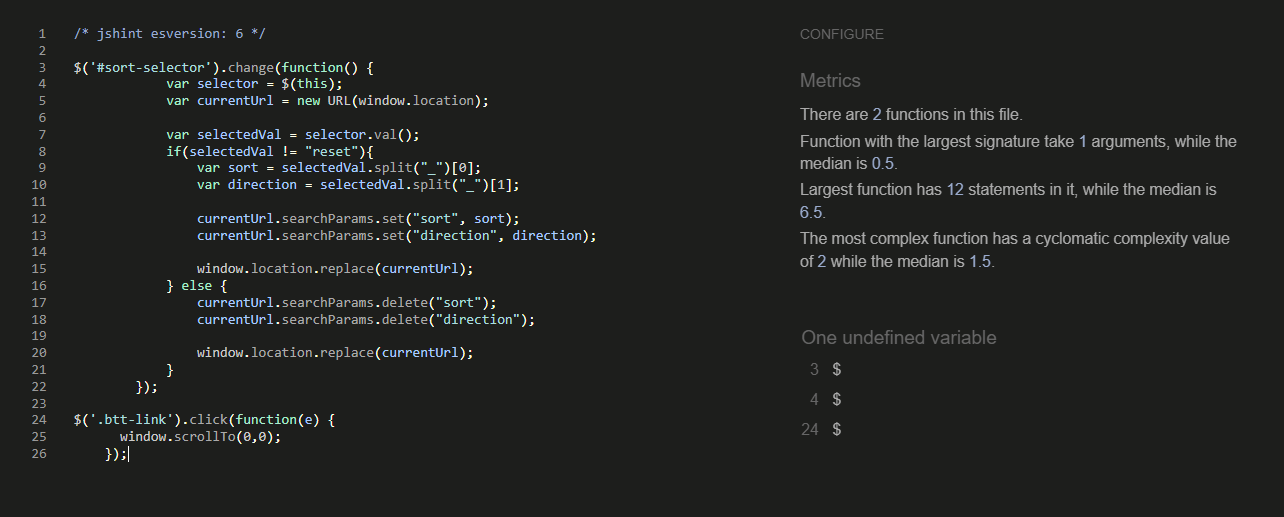 1 /* jshint esversion: 6 */
2
3 $('#sort-selector').change(function() {
4 var selector = $(this);
5 var currentUrl = new URL(window.location);
6
7 var selectedVal = selector.val();
8 if(selectedVal != "reset"){
9 var sort = selectedVal.split("_")[0];
10 var direction = selectedVal.split("_")[1];
11
12 currentUrl.searchParams.set("sort", sort);
13 currentUrl.searchParams.set("direction", direction);
14
15 window.location.replace(currentUrl);
16 } else {
17 currentUrl.searchParams.delete("sort");
18 currentUrl.searchParams.delete("direction");
19
20 window.location.replace(currentUrl);
21 }
22 });
23
24 $('.btt-link').click(function(e) {
25 window.scrollTo(0,0);
26 });
CONFIGURE
Metrics
There are 2 functions in this file.
Function with the largest signature take 1 arguments, while the
median is 0.5.
Largest function has 12 statements in it, while the median is
6.5.
The most complex function has a cyclomatic complexity value
of 2 while the median is 1.5.
One undefined variable
3 $
4 $
24 $